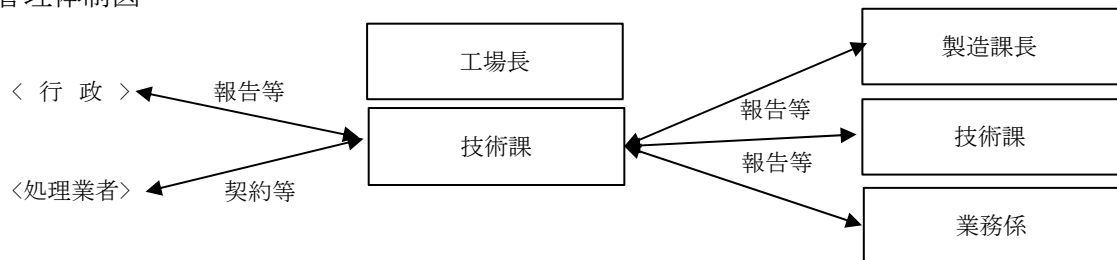 管理体制図
工場長
製造課長
< 行 政 >
報告等
報告等
技術課
技術課
報告等
<処理業者>
契約等
業務係